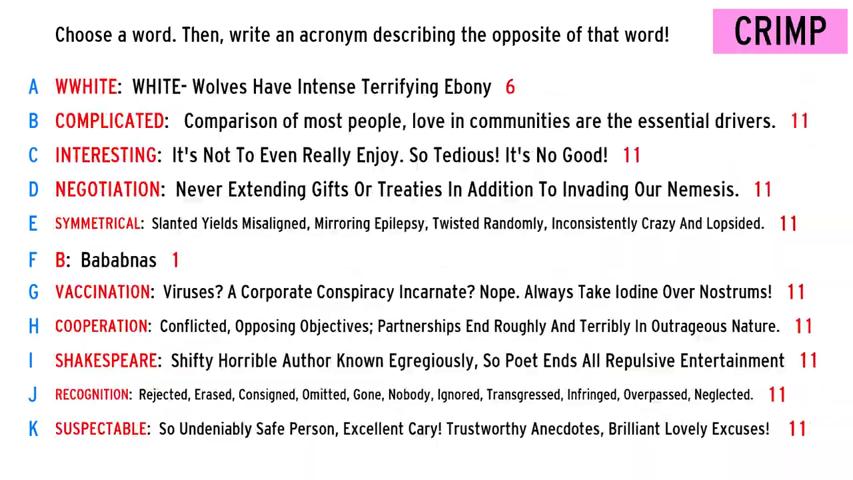 Choose a word. Then, write an acronym describing the opposite of that word!
CRIMP
A WWHITE: WHITE- Wolves Have Intense Terrifying Ebony 6
B COMPLICATED: Comparison of most people, love in communities are the essential drivers. 11
C INTERESTING: It's Not To Even Really Enjoy. So Tedious! It's No Good! 11
D NEGOTIATION: Never Extending Gifts Or Treaties In Addition To Invading Our Nemesis. 11
E SYMMETRICAL: Slanted Yields Misaligned, Mirroring Epilepsy, Twisted Randomly, Inconsistently Crazy And Lopsided. 11
F B: Bababnas 1
G VACCINATION: Viruses? A Corporate Conspiracy Incarnate? Nope. Always Take Iodine Over Nostrums! 11
H COOPERATION: Conflicted, Opposing Objectives; Partnerships End Roughly And Terribly In Outrageous Nature. 11
I SHAKESPEARE: Shifty Horrible Author Known Egregiously, So Poet Ends All Repulsive Entertainment 11
J RECOGNITION: Rejected, Erased, Consigned, Omitted, Gone, Nobody, Ignored, Transgressed, Infringed, Overpassed, Neglected. 11
K SUSPECTABLE: So Undeniably Safe Person, Excellent Cary! Trustworthy Anecdotes, Brilliant Lovely Excuses! 11